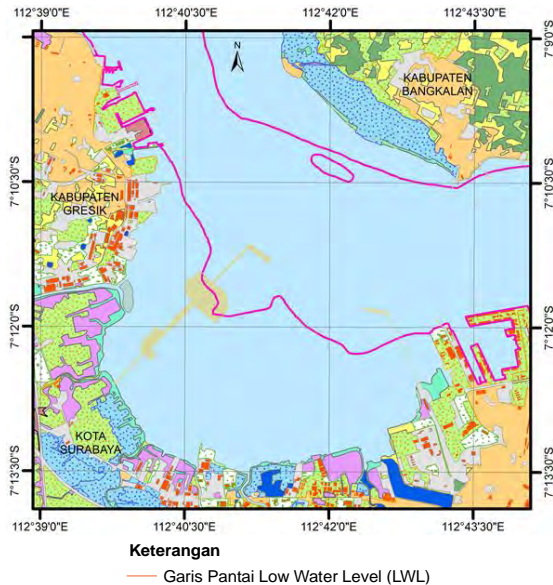 112°39'0"E 112°40'30"E 112°42'0"E 112°43'30"E
7°9'0"S
N
KABUPATEN
BANGKALAN
7°10'30"S 7°10'30"S
KABUPATEN
GRESIK
7°12'0"S 7°12'0"S
KOTA
SURABAYA
7°13'30"S 7°13'30"S
112°39'0"E 112°40'30"E 112°42'0"E 112°43'30"E
Keterangan
Garis Pantai Low Water Level (LWL)